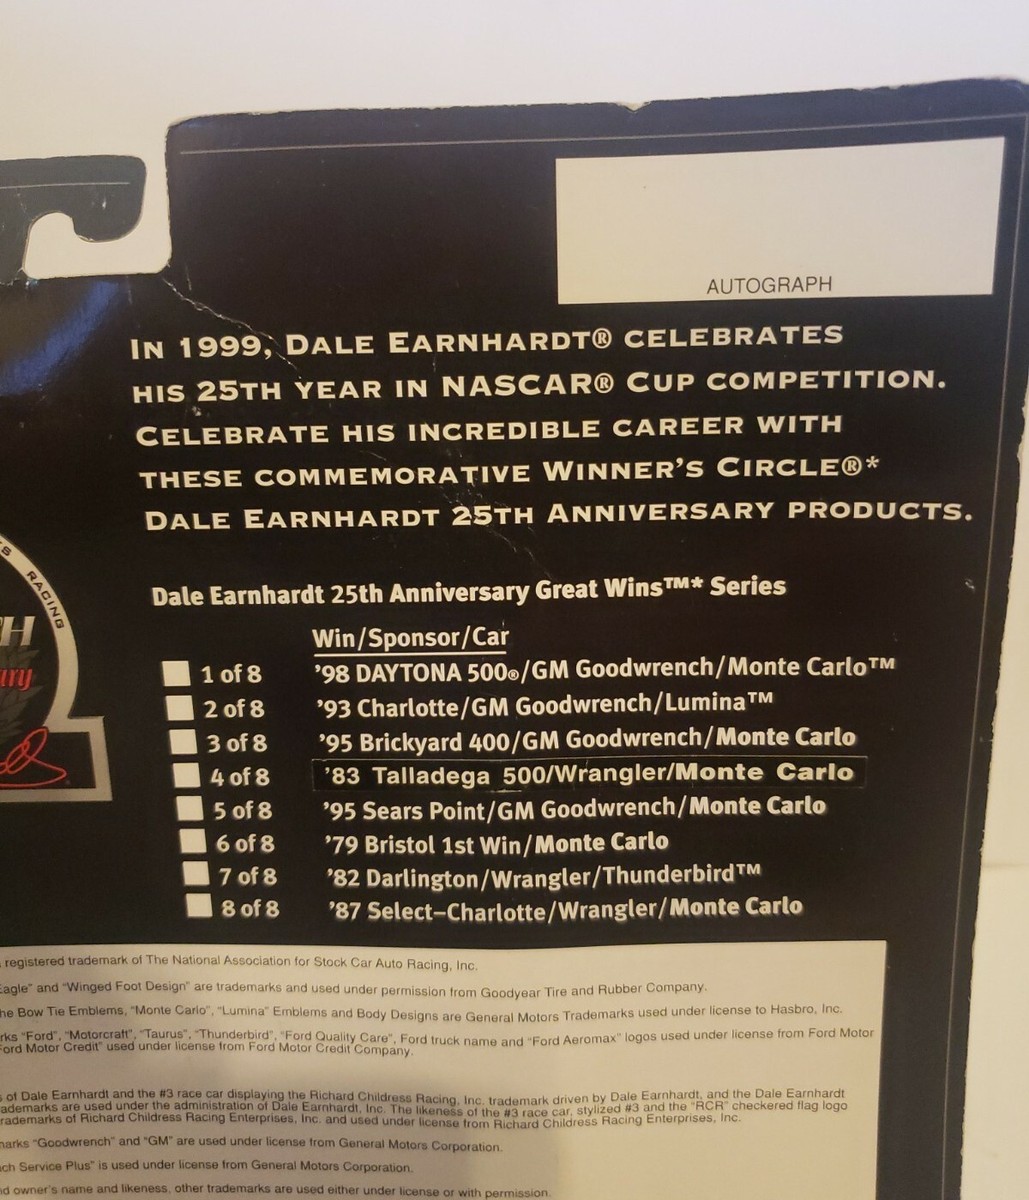 AUTOGRAPH
IN 1999, DALE EARNHARDT® CELEBRATES
HIS 25TH YEAR IN NASCAR® CUP COMPETITION.
CELEBRATE HIS INCREDIBLE CAREER WITH
THESE COMMEMORATIVE WINNER'S CIRCLE®*
DALE EARNHARDT 25TH ANNIVERSARY PRODUCTS.
RACING
Dale Earnhardt 25th Anniversary Great Wins™* Series
Win/Sponsor/Car
1 of 8 '98 DAYTONA 500®/GM Goodwrench/Monte Carlo™
2 of 8 '93 Charlotte/GM Goodwrench/Lumina™
3 of 8 '95 Brickyard 400/GM Goodwrench/Monte Carlo
4 of 8 '83 Talladega 500/Wrangler/Monte Carlo
5 of 8 '95 Sears Point/GM Goodwrench/Monte Carlo
6 of 8 '79 Bristol 1st Win/Monte Carlo
7 of 8 '82 Darlington/Wrangler/Thunderbird™
8 of 8 '87 Select–Charlotte/Wrangler/Monte Carlo
registered trademark of The National Association for Stock Car Auto Racing, Inc.
Eagle" and "Winged Foot Design" are trademarks and used under permission from Goodyear Tire and Rubber Company.
he Bow Tie Emblems, "Monte Carlo", "Lumina" Emblems and Body Designs are General Motors Trademarks used under license to Hasbro, Inc.
rks "Ford", "Motorcraft", "Taurus", "Thunderbird", "Ford Quality Care", Ford truck name and "Ford Aeromax" logos used under license from Ford Motor
Ford Motor Credit" used under license from Ford Motor Credit Company.
s of Dale Earnhardt and the #3 race car displaying the Richard Childress Racing, Inc. trademark driven by Dale Earnhardt, and the Dale Earnhardt
ademarks are used under the administration of Dale Earnhardt, Inc. The likeness of the #3 race car, stylized #3 and the "RCR" checkered flag logo
rademarks of Richard Childress Racing Enterprises, Inc. and used under license from Richard Childress Racing Enterprises, Inc.
narks "Goodwrench" and "GM" are used under license from General Motors Corporation.
ch Service Plus" is used under license from General Motors Corporation.
d owner's name and likeness, other trademarks are used either under license or with permission.